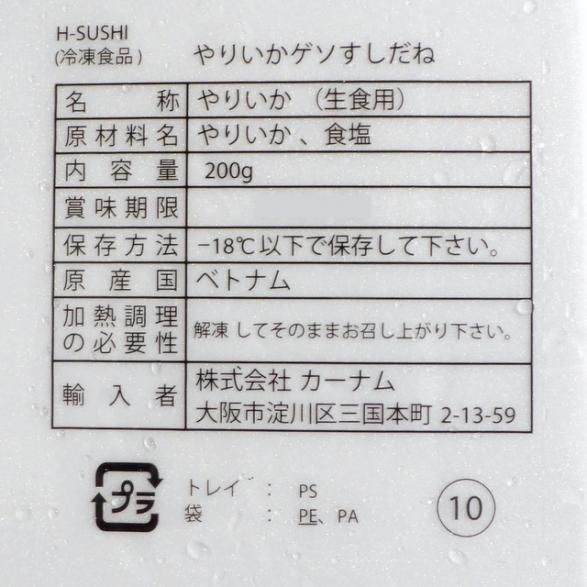 H-SUSHI
(冷凍食品) やりいかゲソすしだね
名 称 やりいか (生食用)
原材料名 やりいか、食塩
内容量 200g
賞味期限
保存方法 −18℃以下で保存して下さい。
原産国 ベトナム
加熱調理
の必要性 解凍 してそのままお召し上がり下さい。
輸入者 株式会社 カーナム
大阪市淀川区三国本町 2-13-59
プラ
トレイ : PS
袋 : PE、PA
10